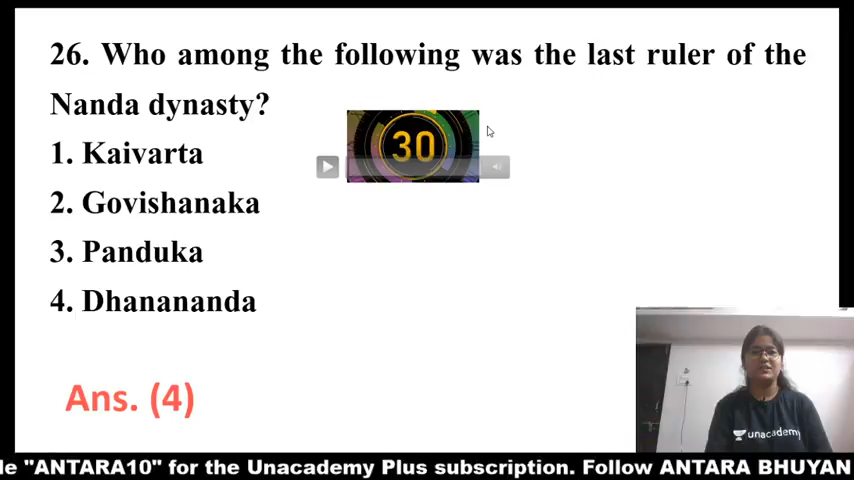 26. Who among the following was the last ruler of the
Nanda dynasty?
30
1. Kaivarta
2. Govishanaka
3. Panduka
4. Dhanananda
Ans. (4)
unacademy
"ANTARA10" for the Unacademy Plus subscription. Follow ANTARA BHUYAN